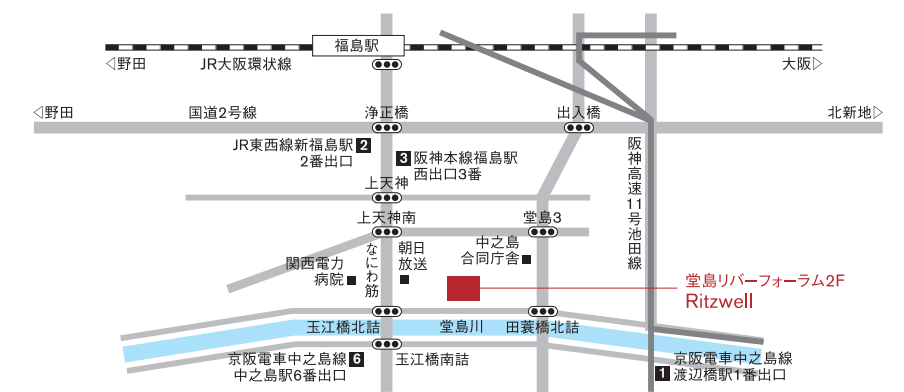 福島駅
◁野田
JR大阪環状線
大阪▷
◁野田
国道2号線
浄正橋
出入橋
北新地▷
JR東西線新福島駅 2
2番出口
3 阪神本線福島駅
西出口3番
阪神高速11号池田線
上天神
上天神南
堂島3
なにわ筋
朝日
放送
中之島
合同庁舎
関西電力
病院
堂島リバーフォーラム2F
Ritzwell
玉江橋北詰
堂島川
田蓑橋北詰
京阪電車中之島線 6
中之島駅6番出口
玉江橋南詰
京阪電車中之島線
1 渡辺橋駅1番出口